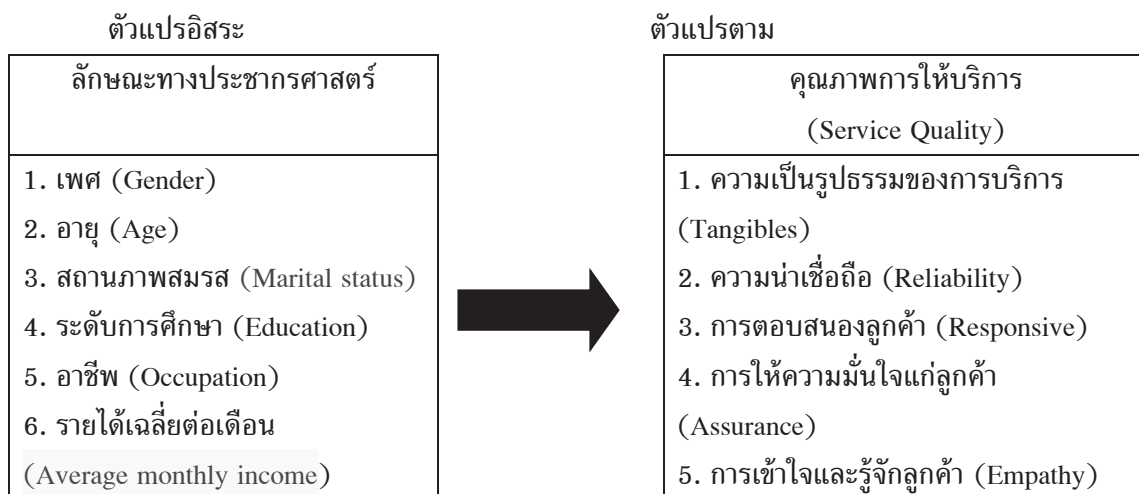 ตัวแปรอิสระ
ลักษณะทางประชากรศาสตร์
1. เพศ (Gender)
2. อายุ (Age)
3. สถานภาพสมรส (Marital status)
4. ระดับการศึกษา (Education)
5. อาชีพ (Occupation)
6. รายได้เฉลี่ยต่อเดือน
(Average monthly income)
ตัวแปรตาม
คุณภาพการให้บริการ
(Service Quality)
1. ความเป็นรูปธรรมของการบริการ
(Tangibles)
2. ความน่าเชื่อถือ (Reliability)
3. การตอบสนองลูกค้า (Responsive)
4. การให้ความมั่นใจแก่ลูกค้า
(Assurance)
5. การเข้าใจและรู้จักลูกค้า (Empathy)